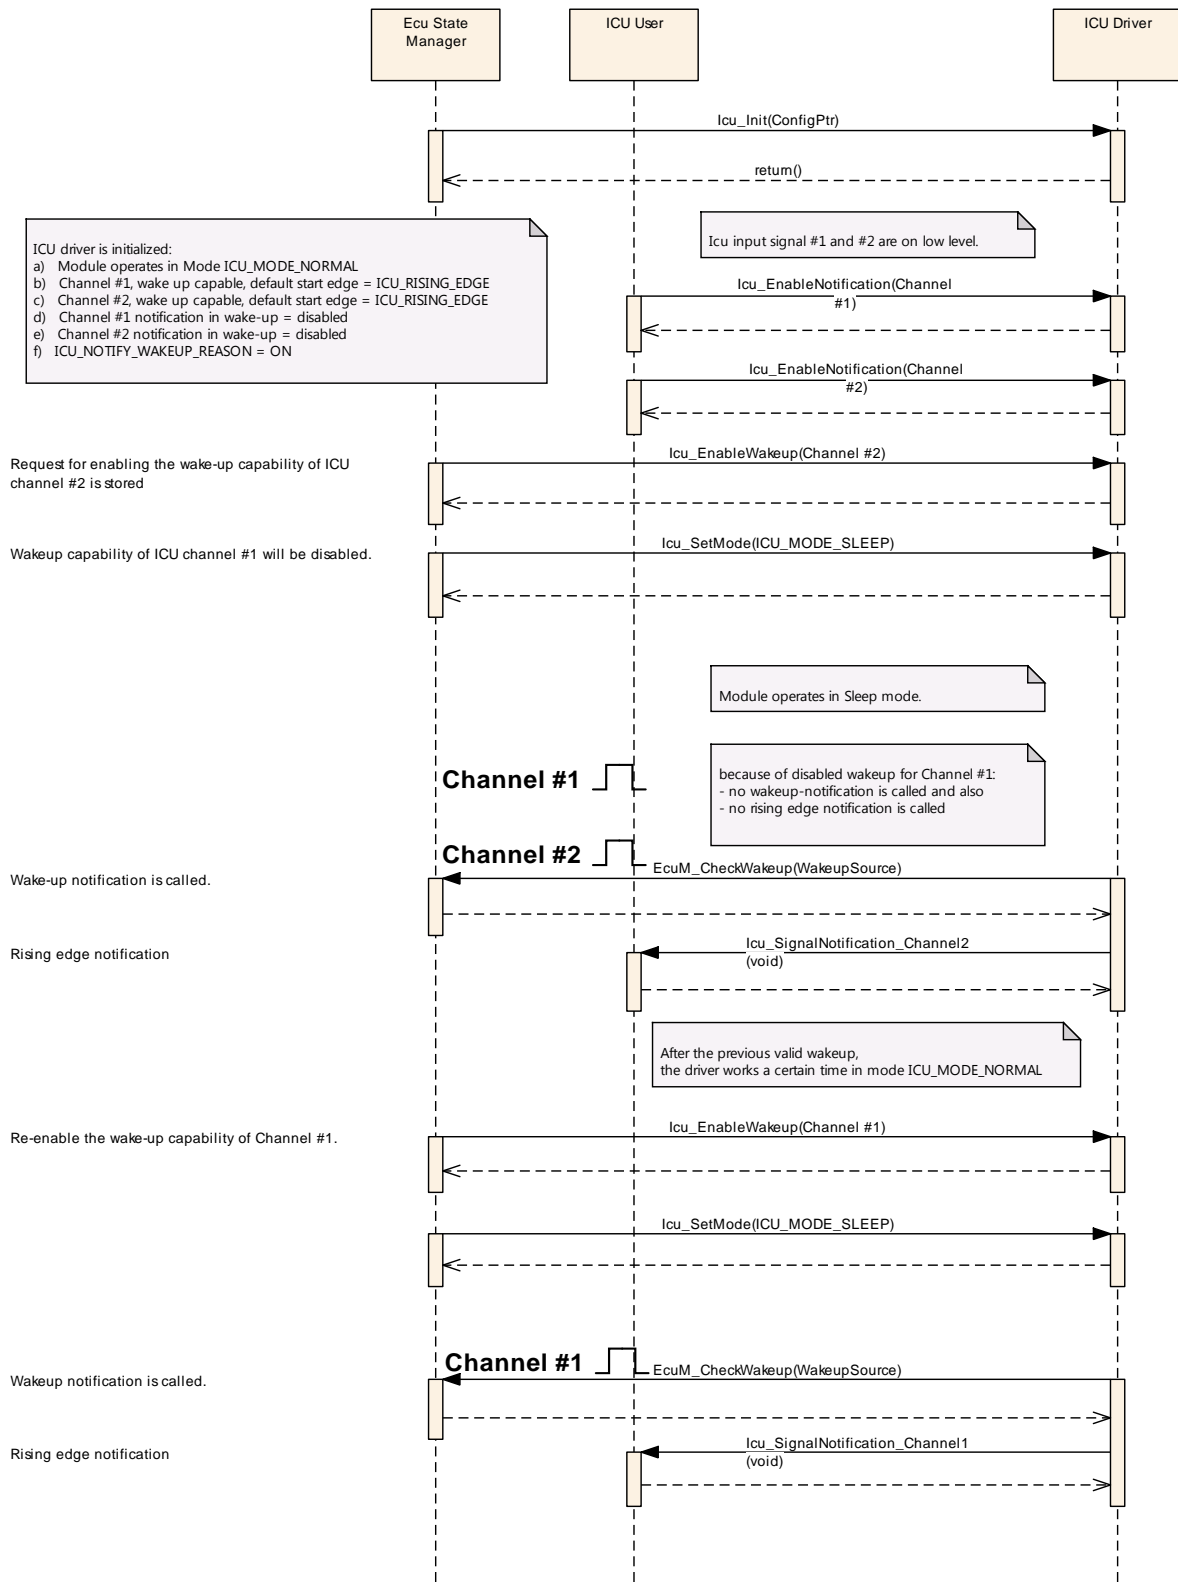 Ecu State
Manager
ICU User
ICU Driver
Icu_Init(ConfigPtr)
return()
ICU driver is initialized:
a) Module operates in Mode ICU_MODE_NORMAL
b) Channel #1, wake up capable, default start edge = ICU_RISING_EDGE
c) Channel #2, wake up capable, default start edge = ICU_RISING_EDGE
d) Channel #1 notification in wake-up = disabled
e) Channel #2 notification in wake-up = disabled
f) ICU_NOTIFY_WAKEUP_REASON = ON
Icu input signal #1 and #2 are on low level.
Icu_EnableNotification(Channel
#1)
Icu_EnableNotification(Channel
#2)
Request for enabling the wake-up capability of ICU
channel #2 is stored
Icu_EnableWakeup(Channel #2)
Wakeup capability of ICU channel #1 will be disabled.
Icu_SetMode(ICU_MODE_SLEEP)
Module operates in Sleep mode.
Channel #1
because of disabled wakeup for Channel #1:
- no wakeup-notification is called and also
- no rising edge notification is called
Channel #2
EcuM_CheckWakeup(WakeupSource)
Wake-up notification is called.
Rising edge notification
Icu_SignalNotification_Channel2
(void)
After the previous valid wakeup,
the driver works a certain time in mode ICU_MODE_NORMAL
Re-enable the wake-up capability of Channel #1.
Icu_EnableWakeup(Channel #1)
Icu_SetMode(ICU_MODE_SLEEP)
Channel #1
EcuM_CheckWakeup(WakeupSource)
Wakeup notification is called.
Rising edge notification
Icu_SignalNotification_Channel1
(void)